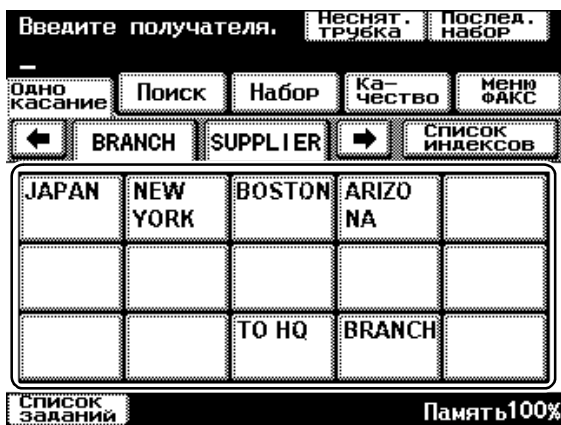 Введите получателя.
Неснят. трубка
Послед. набор
Одно касание
Поиск
Набор
Ка-чество
Меню ФАКС
BRANCH
SUPPLIER
Список индексов
JAPAN
NEW YORK
BOSTON
ARIZO NA
TO HQ
BRANCH
Список заданий
Память100%